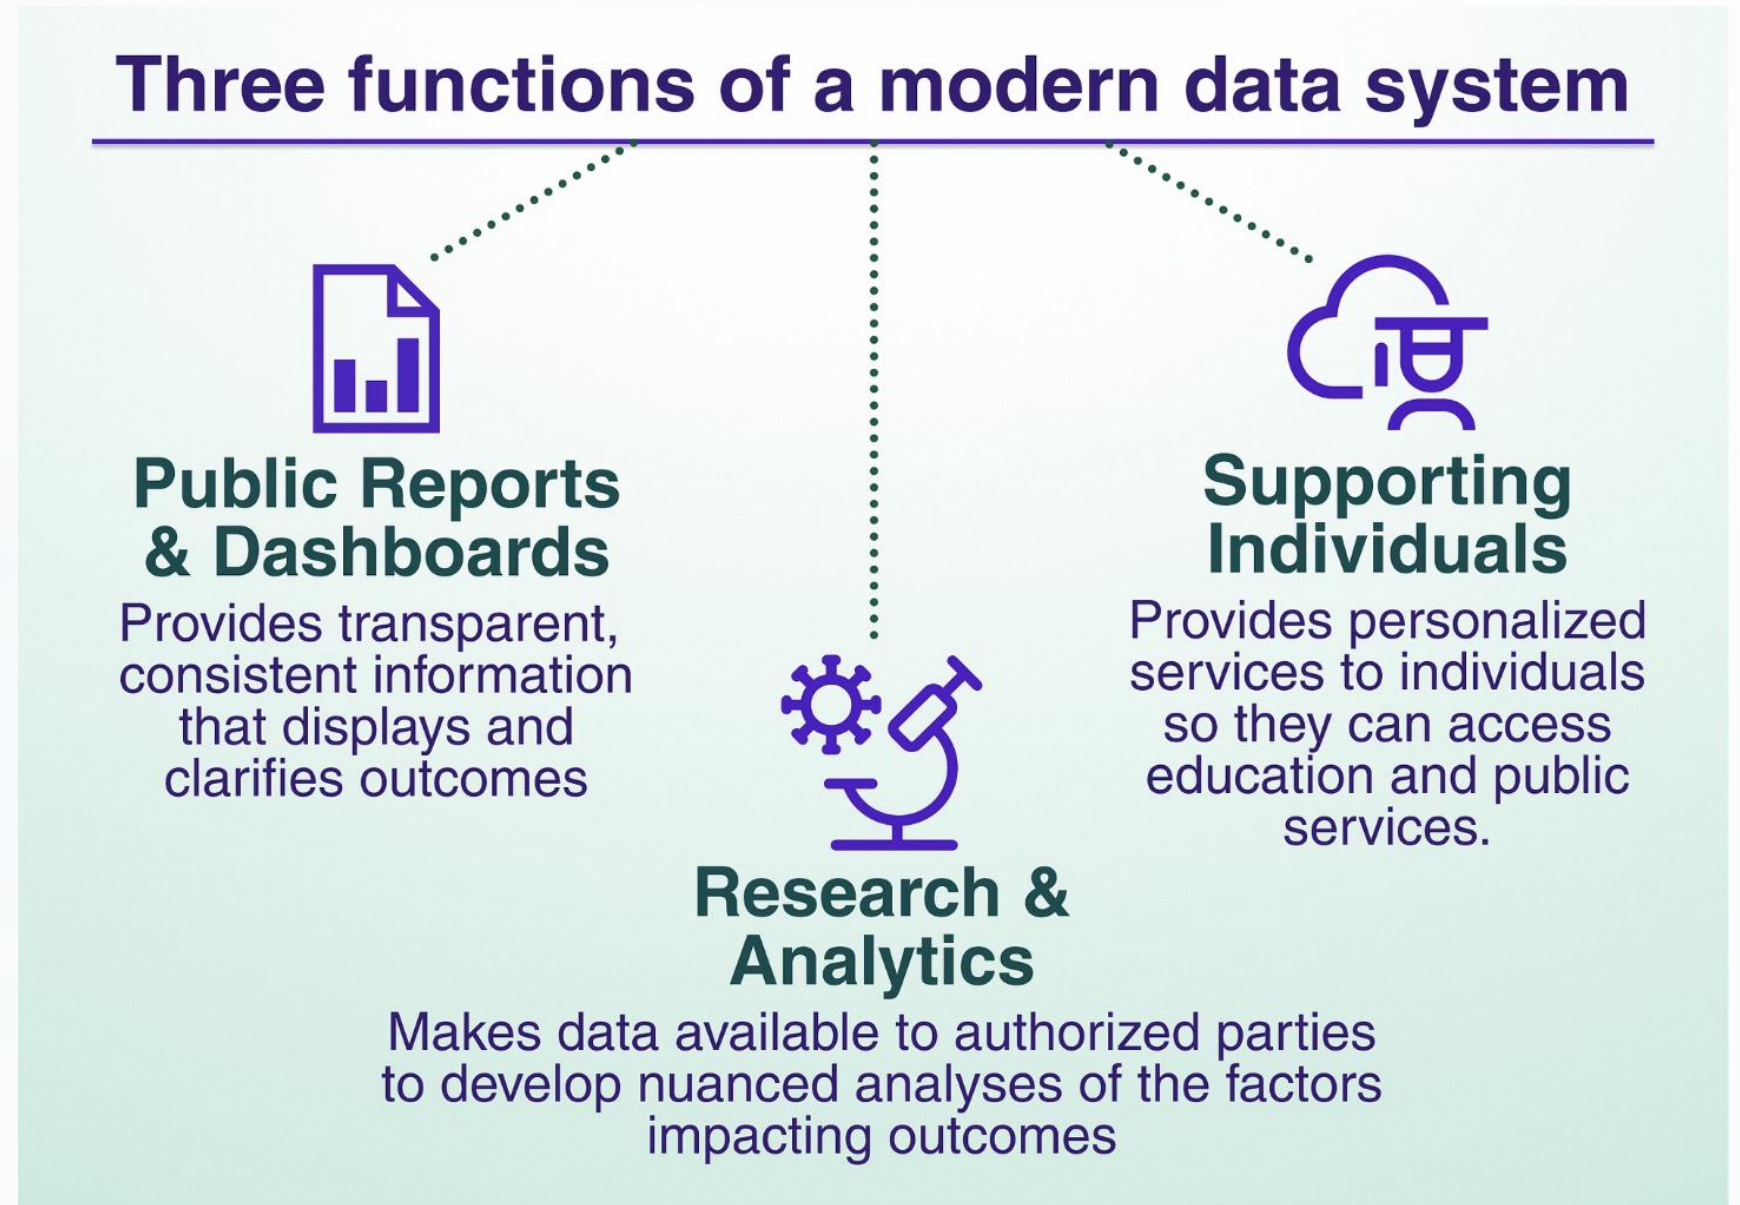 Three functions of a modern data system
Public Reports
& Dashboards
Provides transparent,
consistent information
that displays and
clarifies outcomes
Research &
Analytics
Makes data available to authorized parties
to develop nuanced analyses of the factors
impacting outcomes
Supporting
Individuals
Provides personalized
services to individuals
so they can access
education and public
services.